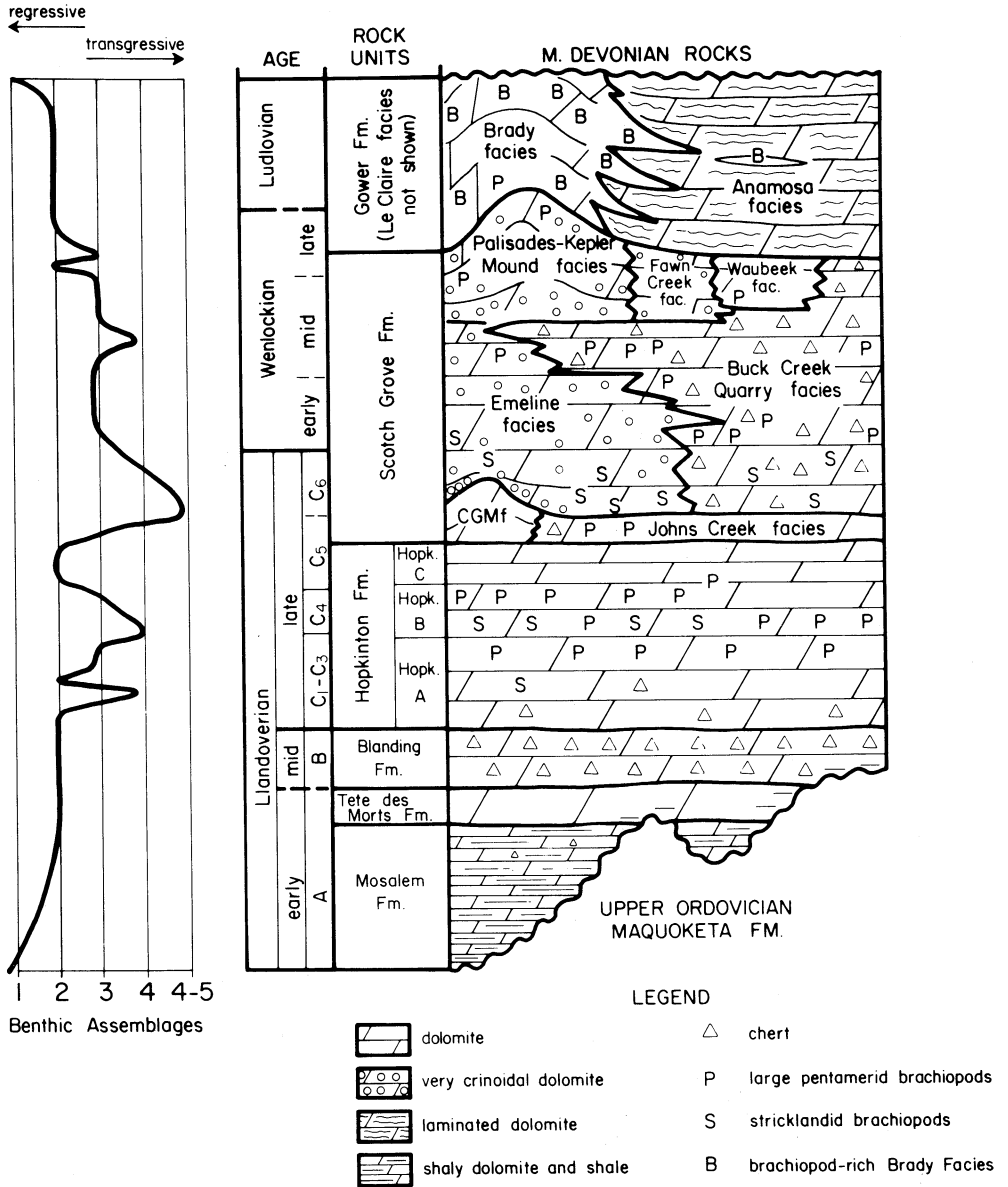 regressive
transgressive
AGE
ROCK
UNITS
M. DEVONIAN ROCKS
Ludlovian
Wenlockian
late
mid
early
Llandoverian
late
mid
early
C6
C5
C4
C1-C3
B
A
Gower Fm.
(Le Claire facies
not shown)
Scotch Grove Fm.
Hopkinton Fm.
Hopk.
C
Hopk.
B
Hopk.
A
Blanding
Fm.
Tete des
Morts Fm.
Mosalem
Fm.
B B B
B B
Brady
facies
B B
B P B
B
Anamosa
facies
P
Palisades-Kepler
Mound facies
P
Fawn
Creek
fac.
Waubeek
fac.
P
P P P P
Buck Creek
Quarry facies
P P
Emeline
facies
P
S P P P
S S S
S S S S
CGMf
P P Johns Creek facies
P
P P P P P
S S P S S P P
P P P P P
S
UPPER ORDOVICIAN
MAQUOKETA FM.
1 2 3 4 4-5
Benthic Assemblages
LEGEND
dolomite
very crinoidal dolomite
laminated dolomite
shaly dolomite and shale
chert
P large pentamerid brachiopods
S stricklandid brachiopods
B brachiopod-rich Brady Facies